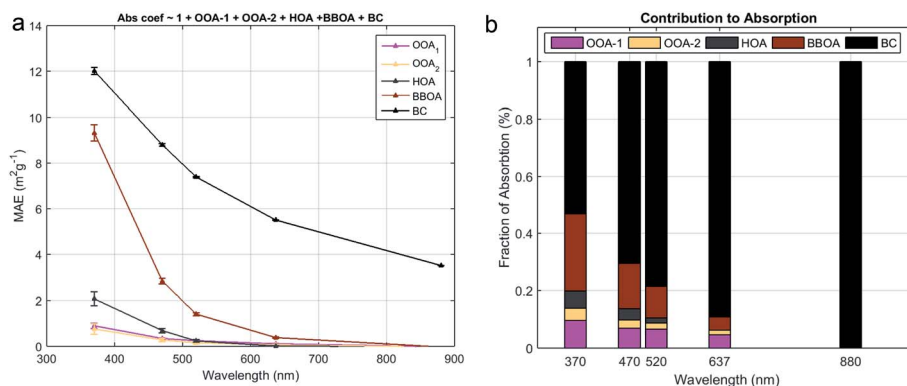 a
Abs coef ~ 1 + OOA-1 + OOA-2 + HOA +BBOA + BC
14
12
10
8
6
4
2
0
MAE (m²g⁻¹)
OOA₁
OOA₂
HOA
BBOA
BC
300 400 500 600 700 800 900
Wavelength (nm)
b
Contribution to Absorption
OOA-1 OOA-2 HOA BBOA BC
1
0.8
0.6
0.4
0.2
0
Fraction of Absorbtion (%)
370 470 520 637 880
Wavelength (nm)